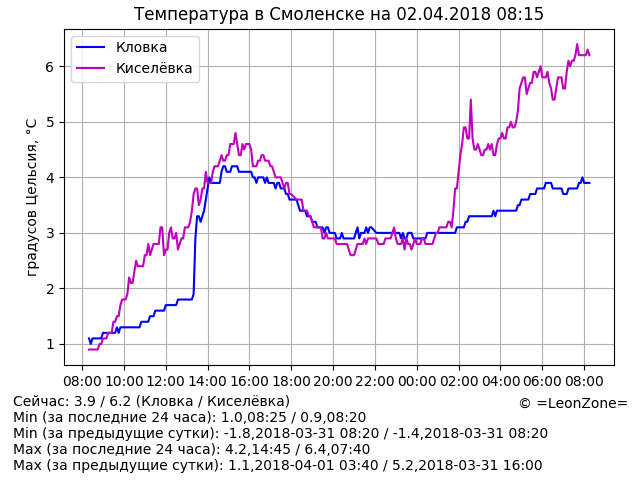 Температура в Смоленске на 02.04.2018 08:15
Кловка
Киселёвка
градусов Цельсия, °C
6
5
4
3
2
1
08:00 10:00 12:00 14:00 16:00 18:00 20:00 22:00 00:00 02:00 04:00 06:00 08:00
Сейчас: 3.9 / 6.2 (Кловка / Киселёвка)
© =LeonZone=
Min (за последние 24 часа): 1.0,08:25 / 0.9,08:20
Min (за предыдущие сутки): -1.8,2018-03-31 08:20 / -1.4,2018-03-31 08:20
Max (за последние 24 часа): 4.2,14:45 / 6.4,07:40
Max (за предыдущие сутки): 1.1,2018-04-01 03:40 / 5.2,2018-03-31 16:00